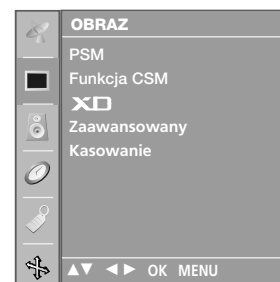 OBRAZ
PSM
Funkcja CSM
XD
Zaawansowany
Kasowanie
▲▼ ◄► OK MENU